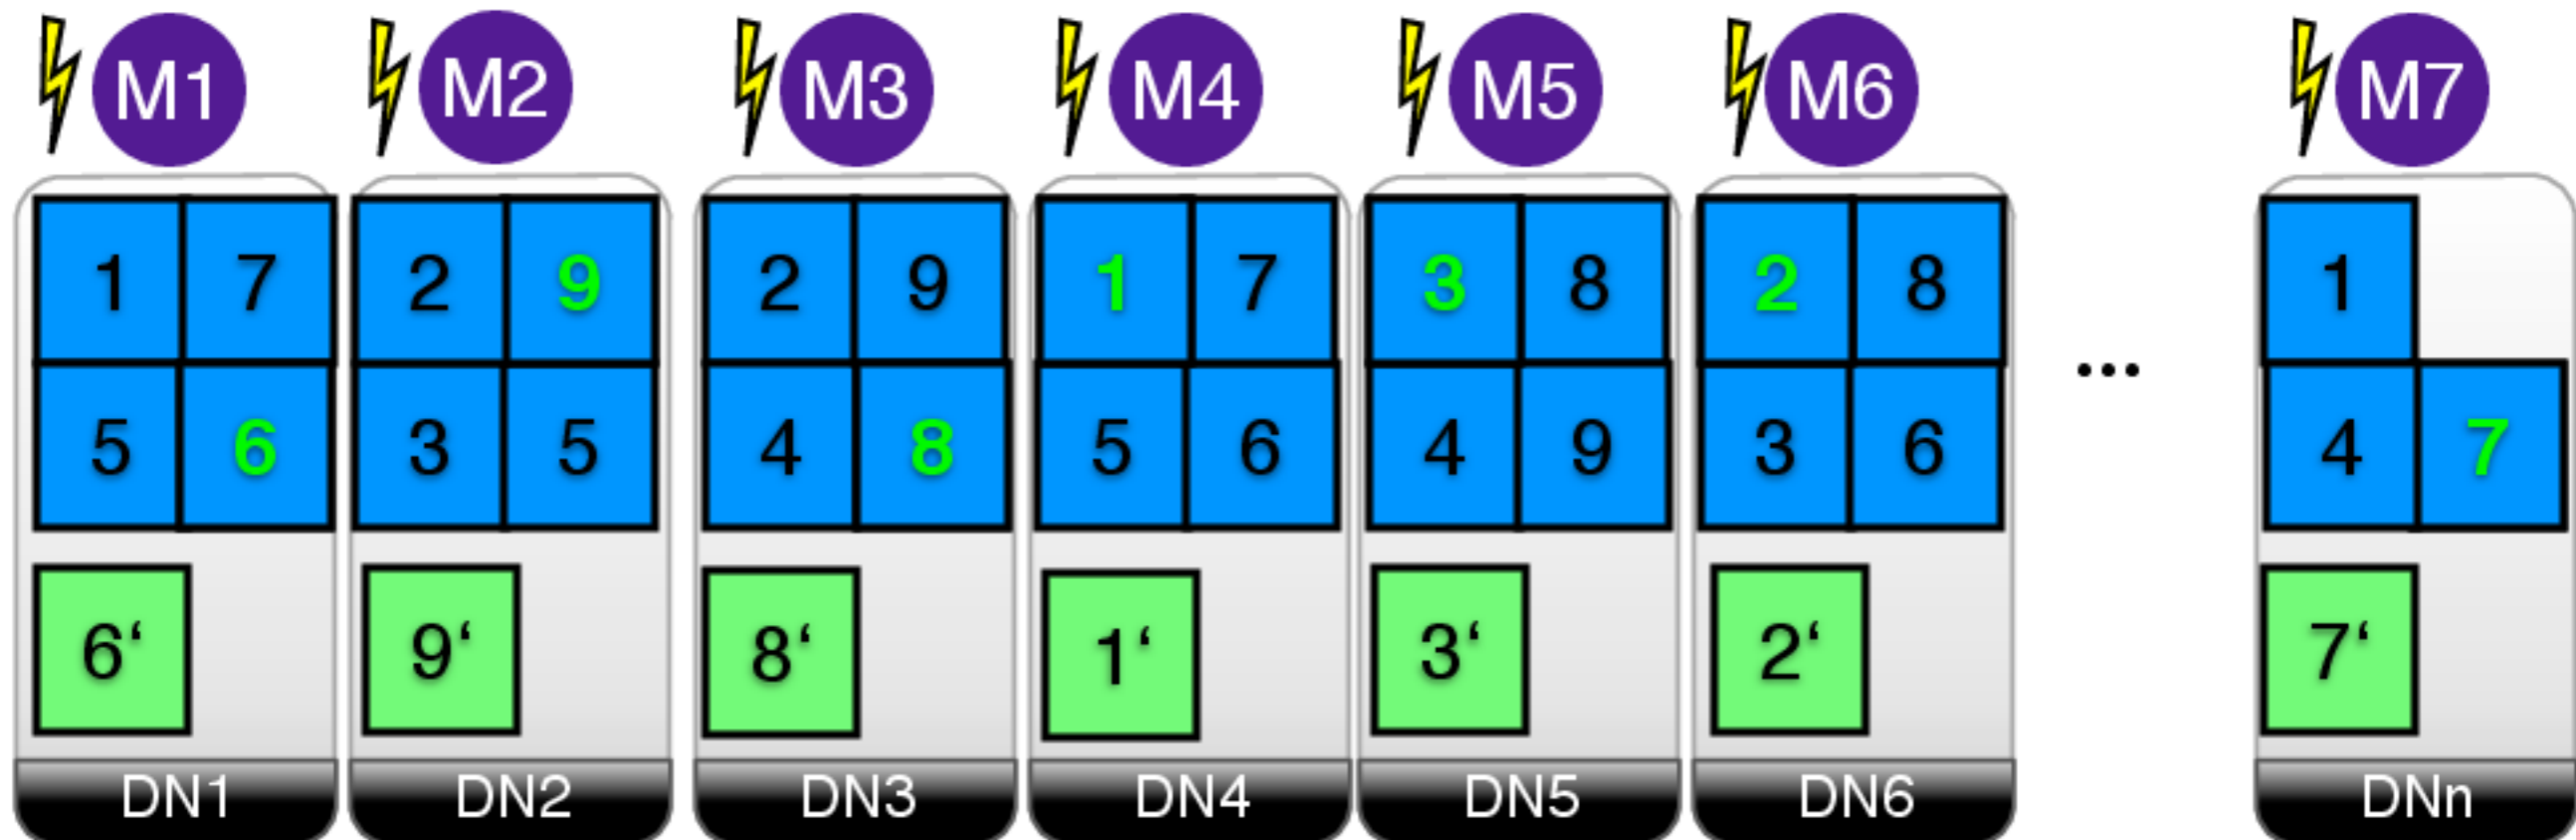 M1 M2 M3 M4 M5 M6 M7
1 7 2 9 2 9 1 7 3 8 2 8 1
5 6 3 5 4 8 5 6 4 9 3 6 ... 4 7
6‘ 9‘ 8‘ 1‘ 3‘ 2‘ 7‘
DN1 DN2 DN3 DN4 DN5 DN6 DNn